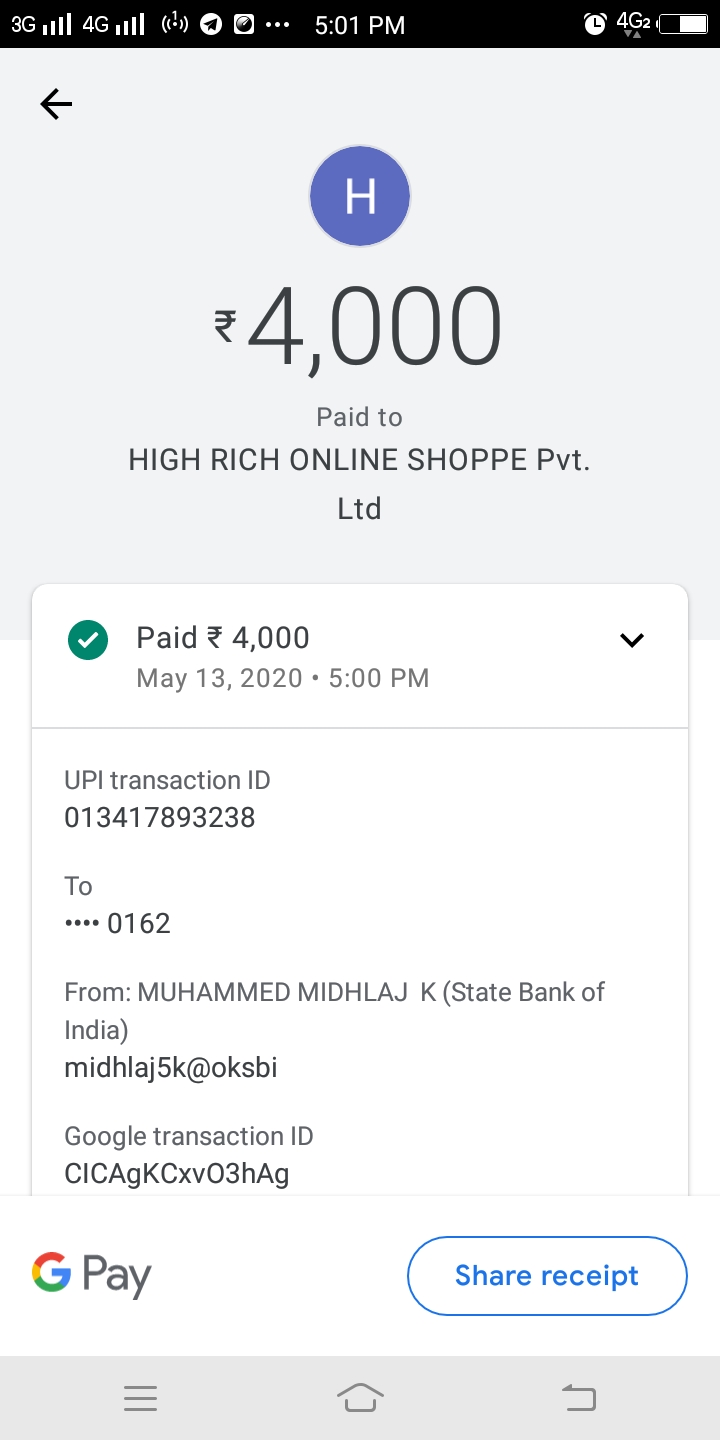 3G 4G 5:01 PM 4G2
H
₹4,000
Paid to
HIGH RICH ONLINE SHOPPE Pvt.
Ltd
Paid ₹ 4,000
May 13, 2020 • 5:00 PM
UPI transaction ID
013417893238
To
•••• 0162
From: MUHAMMED MIDHLAJ K (State Bank of
India)
midhlaj5k@oksbi
Google transaction ID
CICAgKCxvO3hAg
G Pay
Share receipt